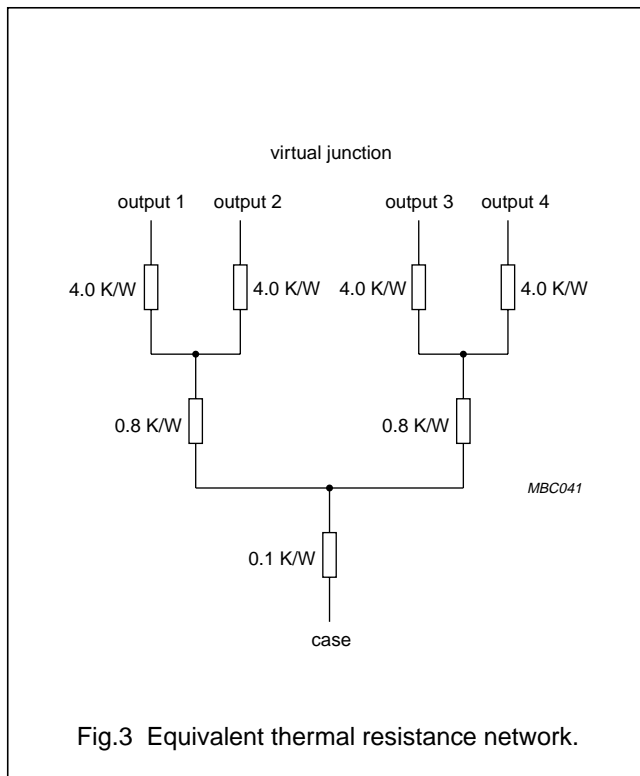 virtual junction
output 1 output 2 output 3 output 4
4.0 K/W 4.0 K/W 4.0 K/W 4.0 K/W
0.8 K/W 0.8 K/W
MBC041
0.1 K/W
case
Fig.3 Equivalent thermal resistance network.